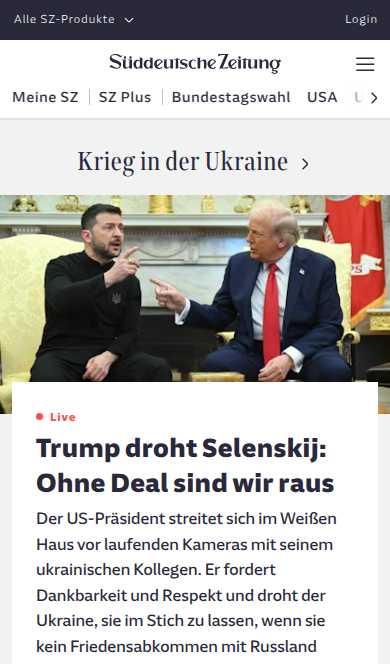 Alle SZ-Produkte
Login
Süddeutsche Zeitung
Meine SZ
SZ Plus
Bundestagswahl
USA
Krieg in der Ukraine
Live
Trump droht Selenskij:
Ohne Deal sind wir raus
Der US-Präsident streitet sich im Weißen
Haus vor laufenden Kameras mit seinem
ukrainischen Kollegen. Er fordert
Dankbarkeit und Respekt und droht der
Ukraine, sie im Stich zu lassen, wenn sie
kein Friedensabkommen mit Russland